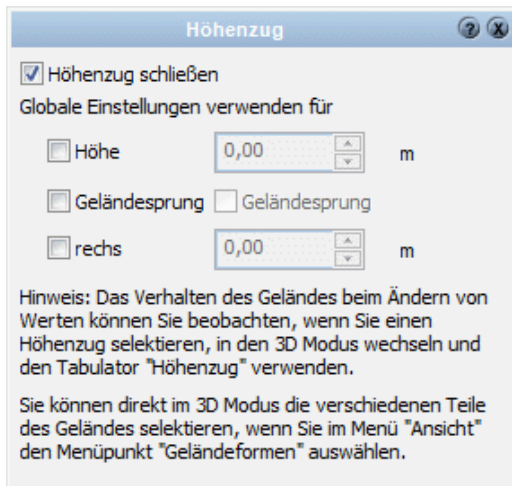 Höhenzug
Höhenzug schließen
Globale Einstellungen verwenden für
Höhe 0,00 m
Geländesprung Geländesprung
rechs 0,00 m
Hinweis: Das Verhalten des Geländes beim Ändern von
Werten können Sie beobachten, wenn Sie einen
Höhenzug selektieren, in den 3D Modus wechseln und
den Tabulator "Höhenzug" verwenden.
Sie können direkt im 3D Modus die verschiedenen Teile
des Geländes selektieren, wenn Sie im Menü "Ansicht"
den Menüpunkt "Geländeformen" auswählen.